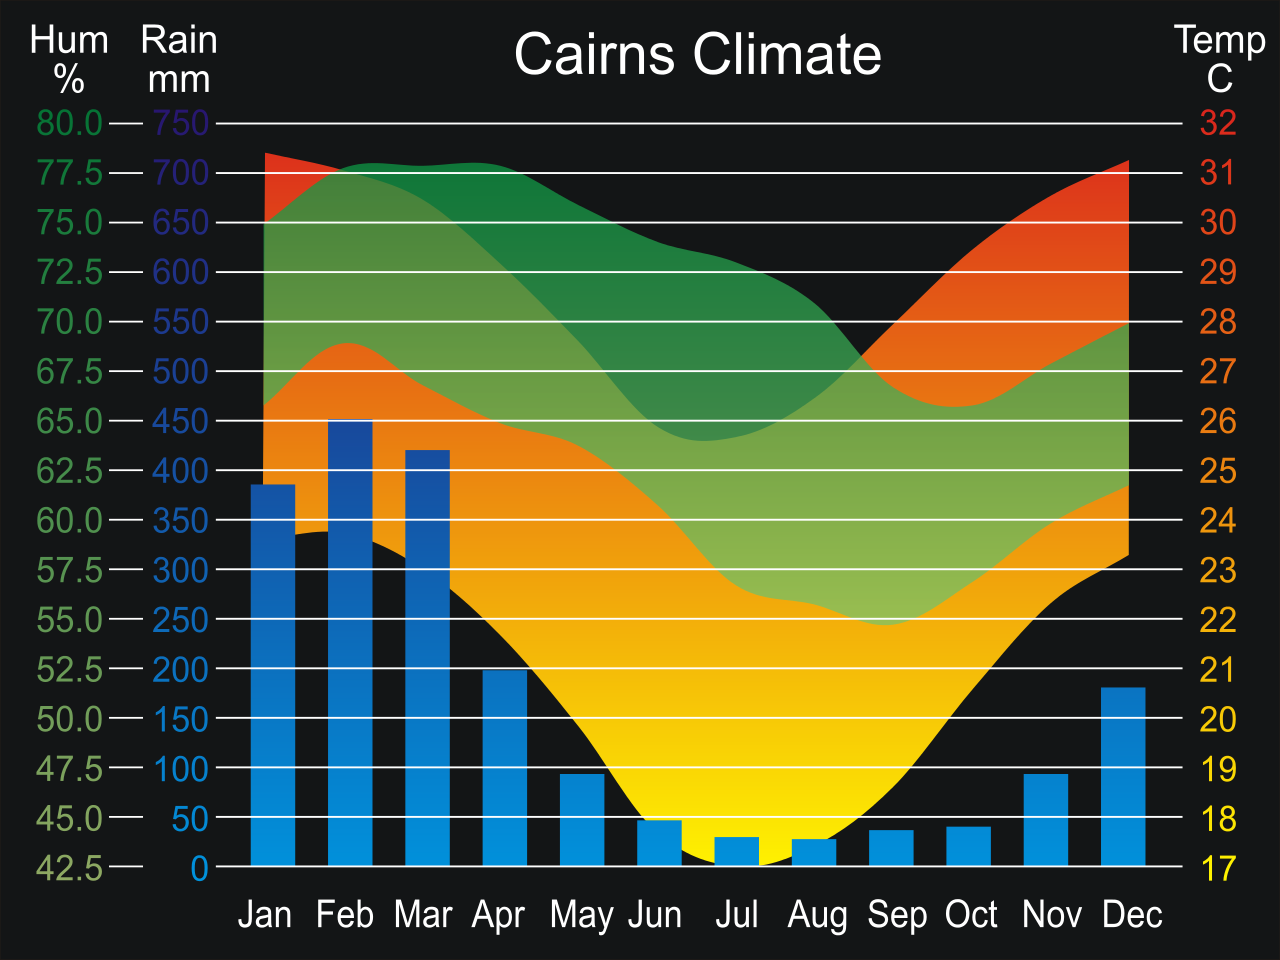 Cairns Climate
Hum Rain Temp
% mm C
80.0 750 32
77.5 700 31
75.0 650 30
72.5 600 29
70.0 550 28
67.5 500 27
65.0 450 26
62.5 400 25
60.0 350 24
57.5 300 23
55.0 250 22
52.5 200 21
50.0 150 20
47.5 100 19
45.0 50 18
42.5 0 17
Jan Feb Mar Apr May Jun Jul Aug Sep Oct Nov Dec